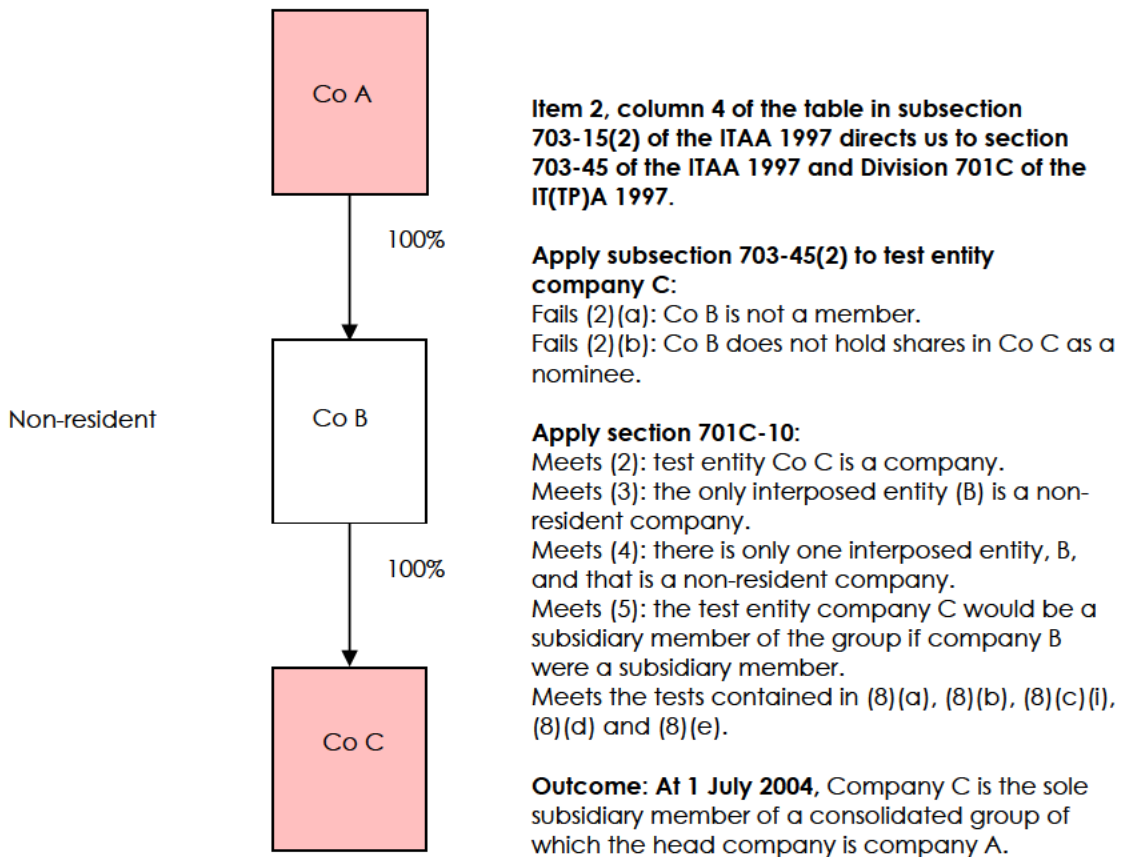 Co A
100%
Non-resident
Co B
100%
Co C
Item 2, column 4 of the table in subsection
703-15(2) of the ITAA 1997 directs us to section
703-45 of the ITAA 1997 and Division 701C of the
IT(TP)A 1997.
Apply subsection 703-45(2) to test entity
company C:
Fails (2)(a): Co B is not a member.
Fails (2)(b): Co B does not hold shares in Co C as a
nominee.
Apply section 701C-10:
Meets (2): test entity Co C is a company.
Meets (3): the only interposed entity (B) is a non-
resident company.
Meets (4): there is only one interposed entity, B,
and that is a non-resident company.
Meets (5): the test entity company C would be a
subsidiary member of the group if company B
were a subsidiary member.
Meets the tests contained in (8)(a), (8)(b), (8)(c)(i),
(8)(d) and (8)(e).
Outcome: At 1 July 2004, Company C is the sole
subsidiary member of a consolidated group of
which the head company is company A.